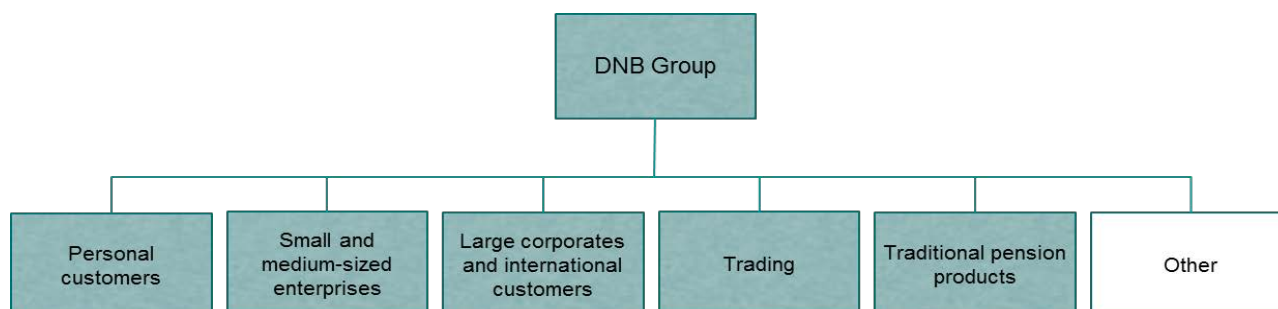 DNB Group
Personal
customers
Small and
medium-sized
enterprises
Large corporates
and international
customers
Trading
Traditional pension
products
Other